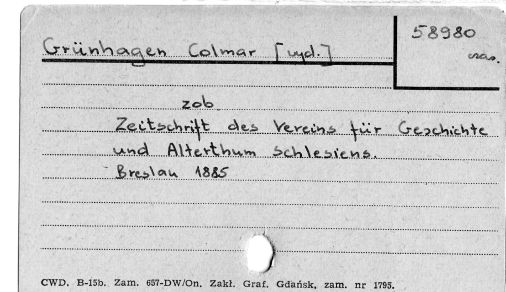 58980
czas.
Grünhagen Colmar [wyd.]
zob
Zeitschrift des Vereins für Geschichte
und Alterthum Schlesiens.
Breslau 1885
CWD. B-15b. Zam. 657-DW/On. Zakł. Graf. Gdańsk, zam. nr 1795.